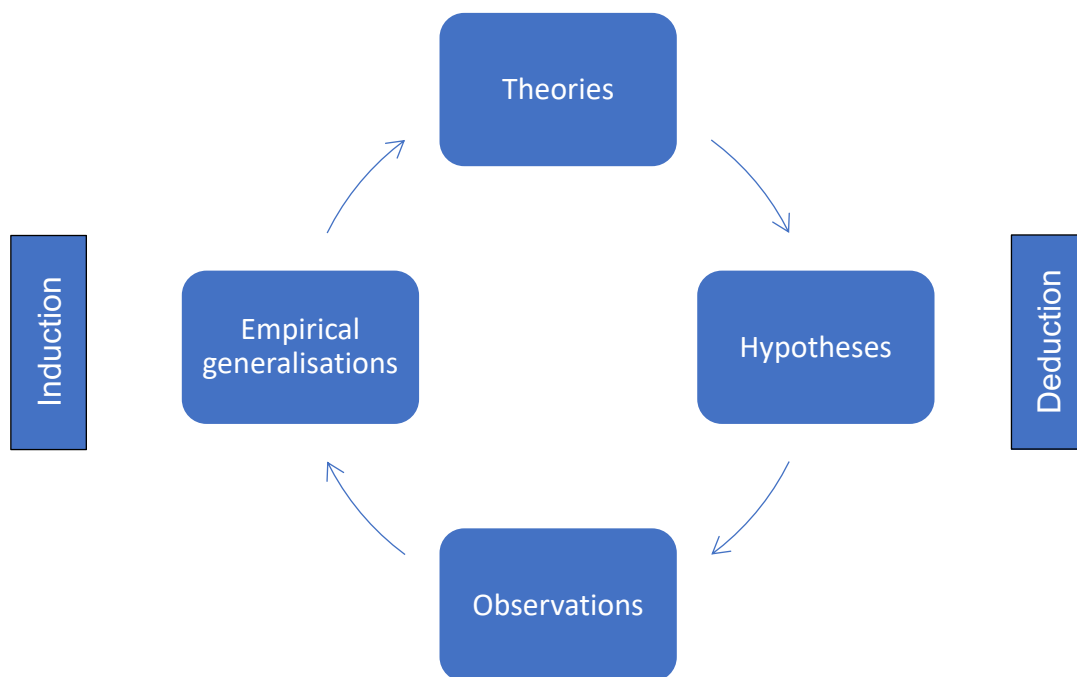 Theories
Induction
Empirical
generalisations
Hypotheses
Deduction
Observations